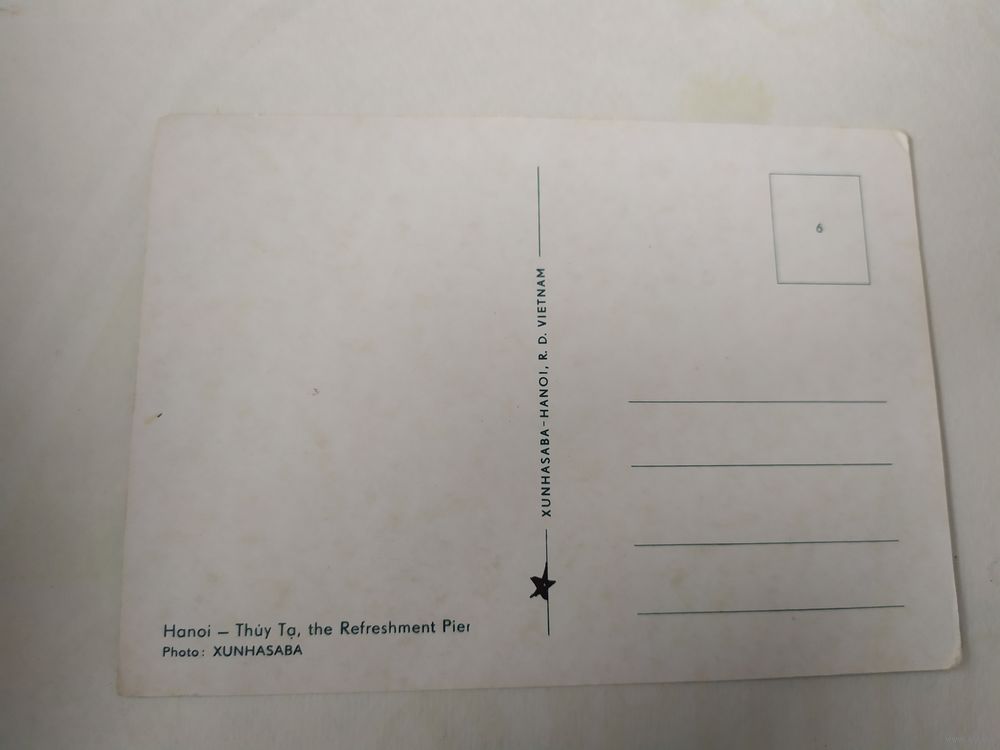 Hanoi — Thủy Tạ, the Refreshment Pier
Photo: XUNHASABA
XUNHASABA-HANOI, R. D. VIETNAM
6